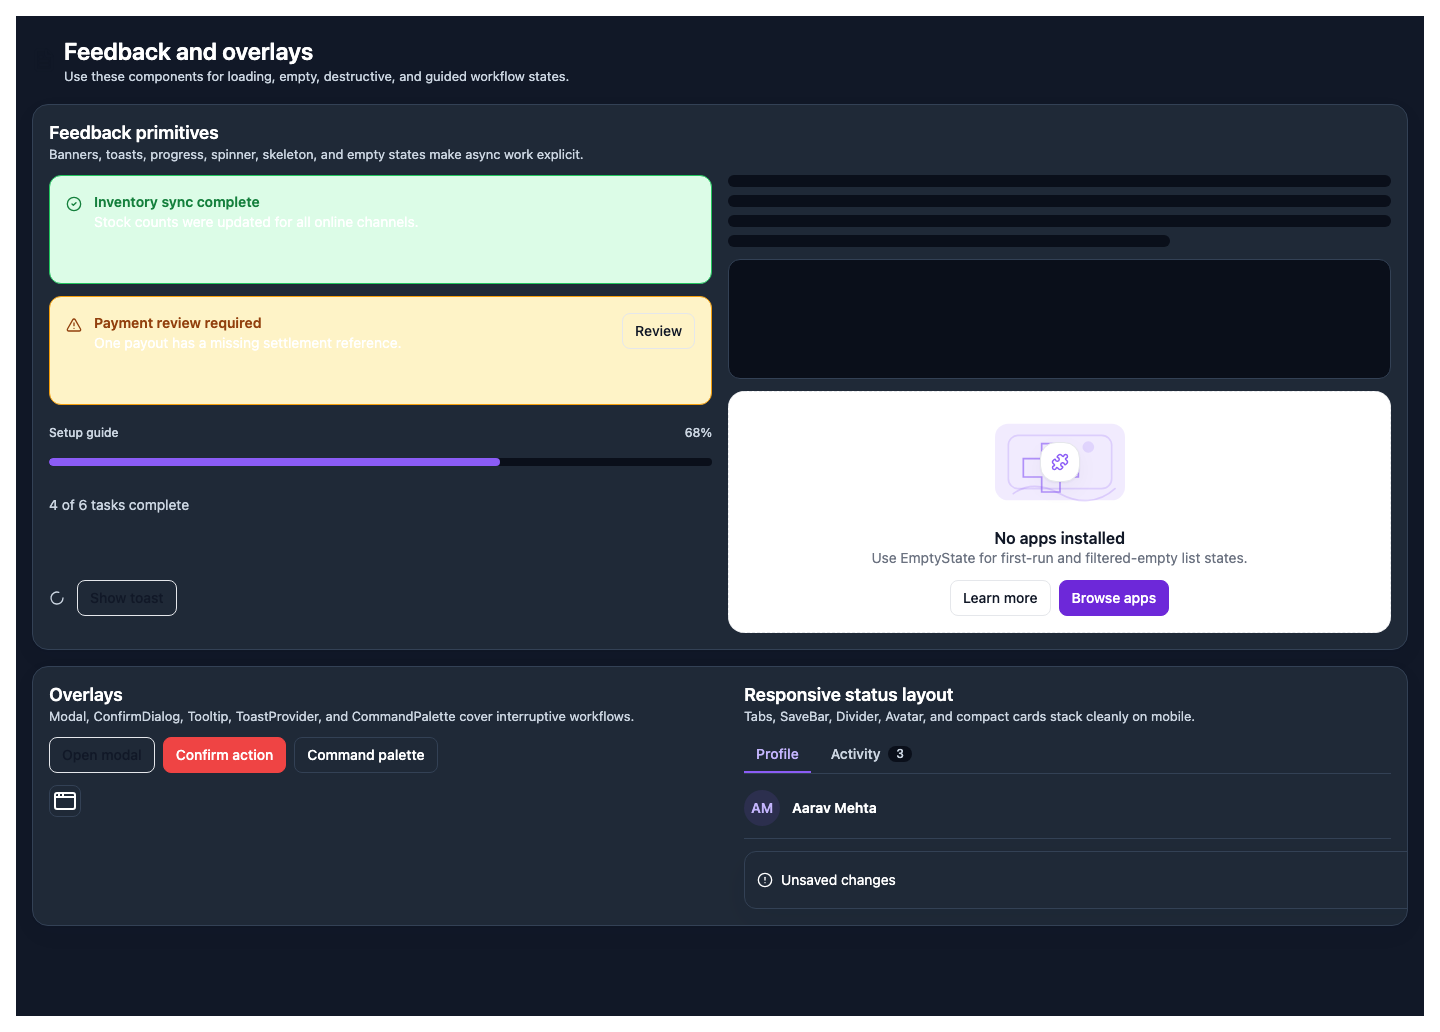 Feedback and overlays
Use these components for loading, empty, destructive, and guided workflow states.
Feedback primitives
Banners, toasts, progress, spinner, skeleton, and empty states make async work explicit.
Inventory sync complete
Stock counts were updated for all online channels.
Payment review required
One payout has a missing settlement reference.
Review
Setup guide
68%
4 of 6 tasks complete
Show toast
No apps installed
Use EmptyState for first-run and filtered-empty list states.
Learn more
Browse apps
Overlays
Modal, ConfirmDialog, Tooltip, ToastProvider, and CommandPalette cover interruptive workflows.
Open modal
Confirm action
Command palette
Responsive status layout
Tabs, SaveBar, Divider, Avatar, and compact cards stack cleanly on mobile.
Profile
Activity 3
AM
Aarav Mehta
Unsaved changes